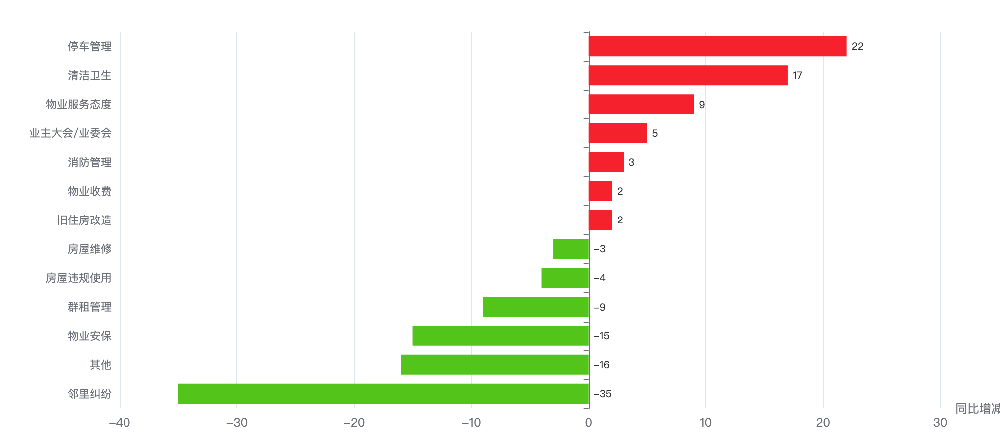 停车管理 22
清洁卫生 17
物业服务态度 9
业主大会/业委会 5
消防管理 3
物业收费 2
旧住房改造 2
房屋维修 -3
房屋违规使用 -4
群租管理 -9
物业安保 -15
其他 -16
邻里纠纷 -35
同比增减
-40 -30 -20 -10 0 10 20 30